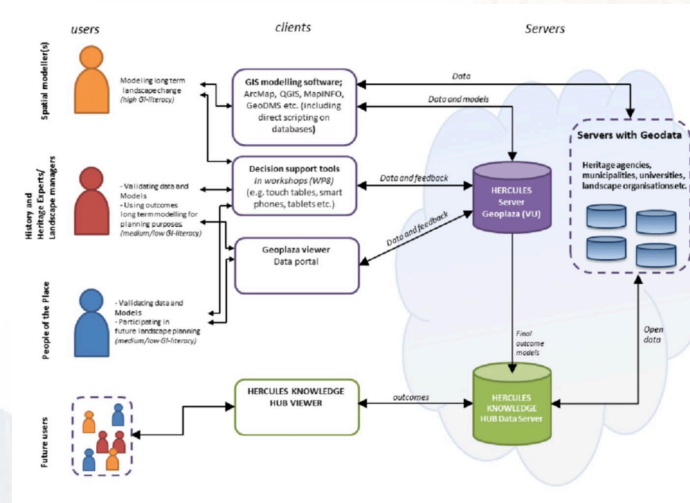 users
clients
Servers
Spatial modeller(s)
Modeling long term
landscape change
(high GI-literacy)
GIS modelling software;
ArcMap, QGIS, MapINFO,
GeoDMS etc. (including
direct scripting on
databases)
Data
Data and models
Servers with Geodata
Heritage agencies,
municipalities, universities,
landscape organisations etc.
History and
Heritage Experts/
Landscape managers
- Validating data and
Models
- Using outcomes
long term modelling for
planning purposes.
(medium/low GI-literacy)
Decision support tools
In workshops (WP8)
(e.g. touch tables, smart
phones, tablets etc.)
Data and feedback
HERCULES
Server
Geoplaza (VU)
Geoplaza viewer
Data portal
Data and feedback
People of the Place
- Validating data and
Models
- Participating in
future landscape planning
(medium/low GI-literacy)
Final
outcome
models
Open
data
Future users
HERCULES KNOWLEDGE
HUB VIEWER
outcomes
HERCULES
KNOWLEDGE
HUB Data Server